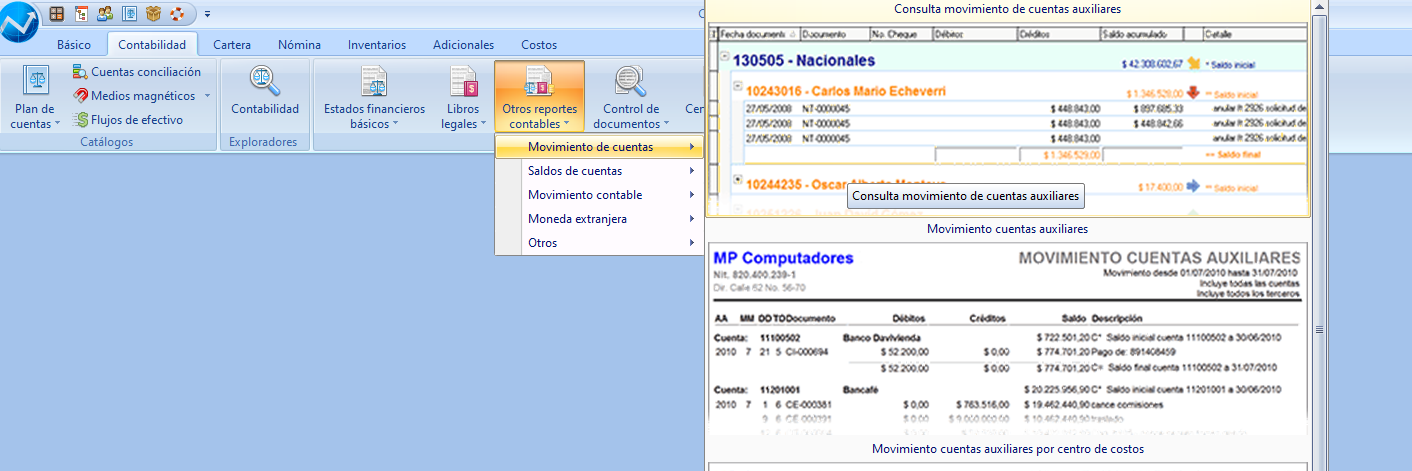 C
Básico Contabilidad Cartera Nómina Inventarios Adicionales Costos
Plan de cuentas
Cuentas conciliación
Medios magnéticos
Flujos de efectivo
Catálogos
Contabilidad
Exploradores
Estados financieros básicos
Libros legales
Otros reportes contables
Control de documentos
Cen
Movimiento de cuentas
Saldos de cuentas
Movimiento contable
Moneda extranjera
Otros
Consulta movimiento de cuentas auxiliares
Fecha documento Documento No. Cheque Débitos Créditos Saldo acumulado Detalle
130505 - Nacionales $ 42.308.602,67 * Saldo inicial
10243016 - Carlos Mario Echeverri $ 1.346.529,00 -- Saldo inicial
27/05/2008 NT-0000045 $ 448.843,00 $ 897.685,33 anular ft 2926 solicitud de
27/05/2008 NT-0000045 $ 448.843,00 $ 448.842,66 anular ft 2926 solicitud de
27/05/2008 NT-0000045 $ 448.843,00 anular ft 2926 solicitud de
$ 1.346.529,00 -- Saldo final
10244235 - Oscar Alberto $ 17.400,00 -- Saldo inicial
Consulta movimiento de cuentas auxiliares
Movimiento cuentas auxiliares
MP Computadores MOVIMIENTO CUENTAS AUXILIARES
Nit. 820.400.239-1 Movimiento desde 01/07/2010 hasta 31/07/2010
Dir. Calle 52 No. 56-70 Incluye todas las cuentas
Incluye todos los terceros
AA MM DD TD Documento Débitos Créditos Saldo Descripción
Cuenta: 11100502 Banco Davivienda $ 722.501,20 C* Saldo inicial cuenta 11100502 a 30/06/2010
2010 7 21 5 CI-000694 $ 52.200,00 $ 0,00 $ 774.701,20 Pago de: 891408459
$ 52.200,00 $ 0,00 $ 774.701,20 C= Saldo final cuenta 11100502 a 31/07/2010
Cuenta: 11201001 Bancafé $ 20.225.956,90 C* Saldo inicial cuenta 11201001 a 30/06/2010
2010 7 1 6 CE-000381 $ 0,00 $ 763.516,00 $ 19.462.440,90 cance comisiones
9 6 CE-000391 $ 0,00 $ 9.000.000,00 $ 10.462.440,90 traslado
Movimiento cuentas auxiliares por centro de costos